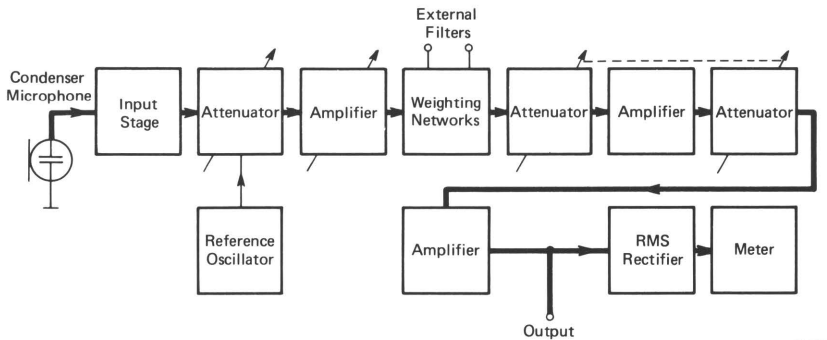 External
Filters
Condenser
Microphone
Input
Stage
Attenuator
Amplifier
Weighting
Networks
Attenuator
Amplifier
Attenuator
Reference
Oscillator
Amplifier
RMS
Rectifier
Meter
Output